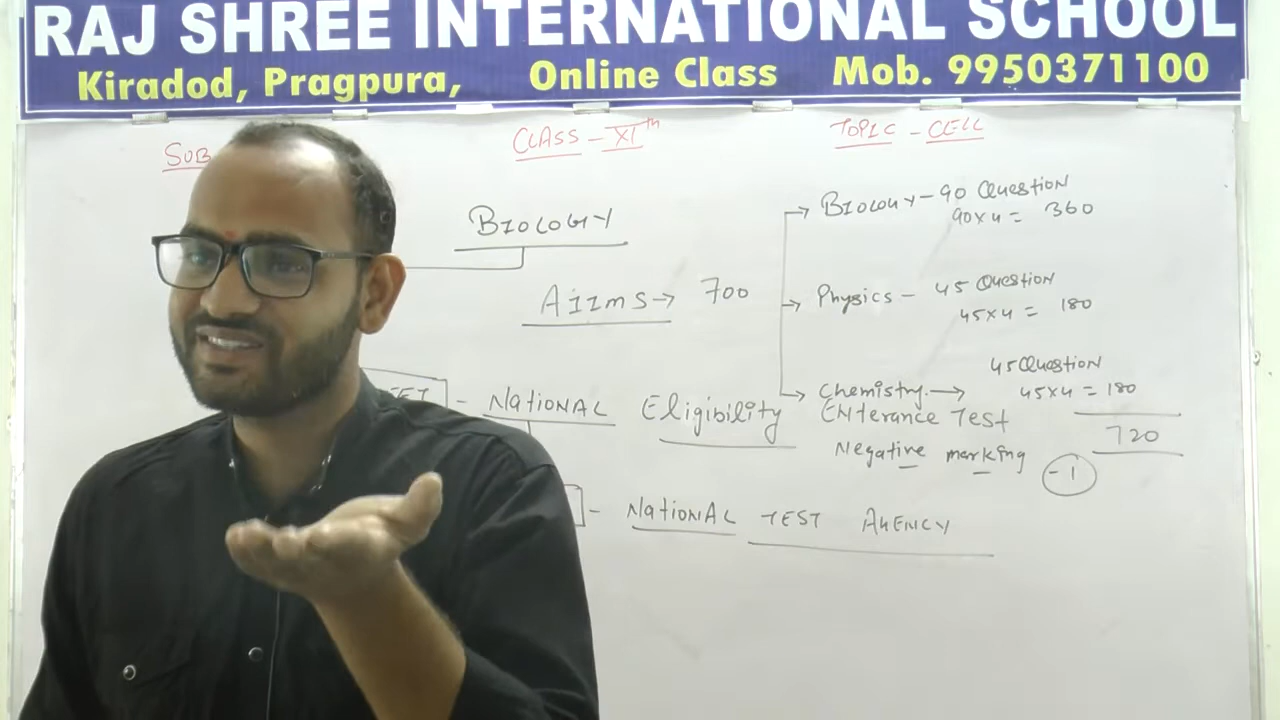 RAJ SHREE INTERNATIONAL SCHOOL
Kiradod, Pragpura, Online Class Mob. 9950371100
SUB CLASS - XIth TOPIC - CELL
BIOLOGY
Biology - 90 Question
90x4 = 360
Aiims → 700
Physics - 45 Question
45x4 = 180
45 Question
Chemistry. → 45x4 = 180
- National Eligibility Enterance Test
720
Negative marking -1
- National Test Agency